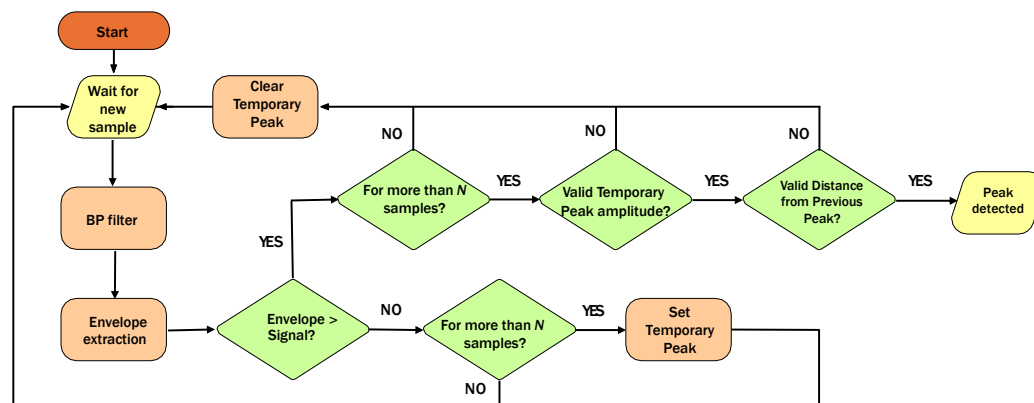 Start
Wait for
new
sample
Clear
Temporary
Peak
NO
NO
NO
For more than N
samples?
YES
Valid Temporary
Peak amplitude?
YES
Valid Distance
from Previous
Peak?
YES
Peak
detected
BP filter
YES
Envelope
extraction
Envelope >
Signal?
NO
For more than N
samples?
YES
Set
Temporary
Peak
NO